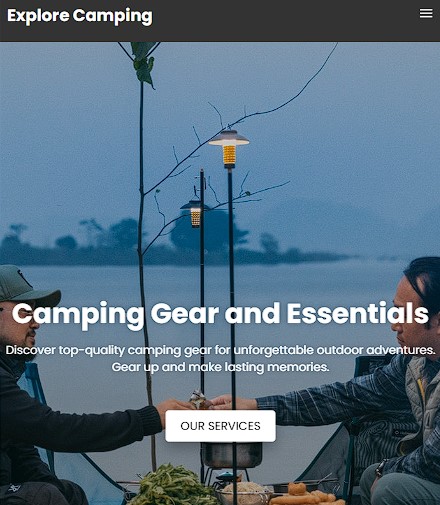 Explore Camping
Camping Gear and Essentials
Discover top-quality camping gear for unforgettable outdoor adventures.
Gear up and make lasting memories.
OUR SERVICES